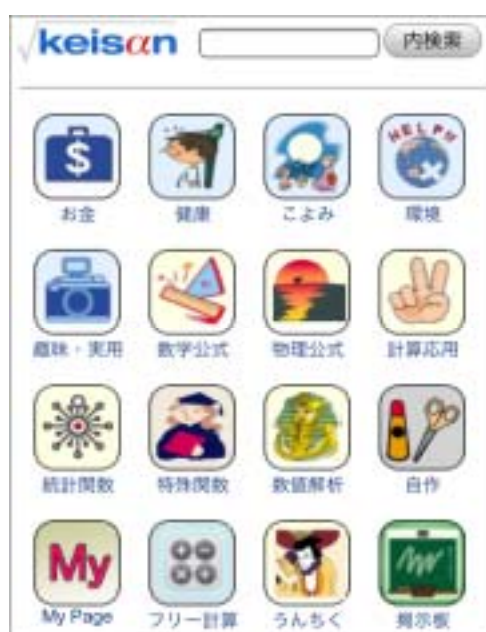 keisan 内検索
HELP!!
お金 健康 こよみ 環境
趣味・実用 数学公式 物理公式 計算応用
統計関数 特殊関数 数値解析 自作
My
My Page フリー計算 うんちく 掲示板